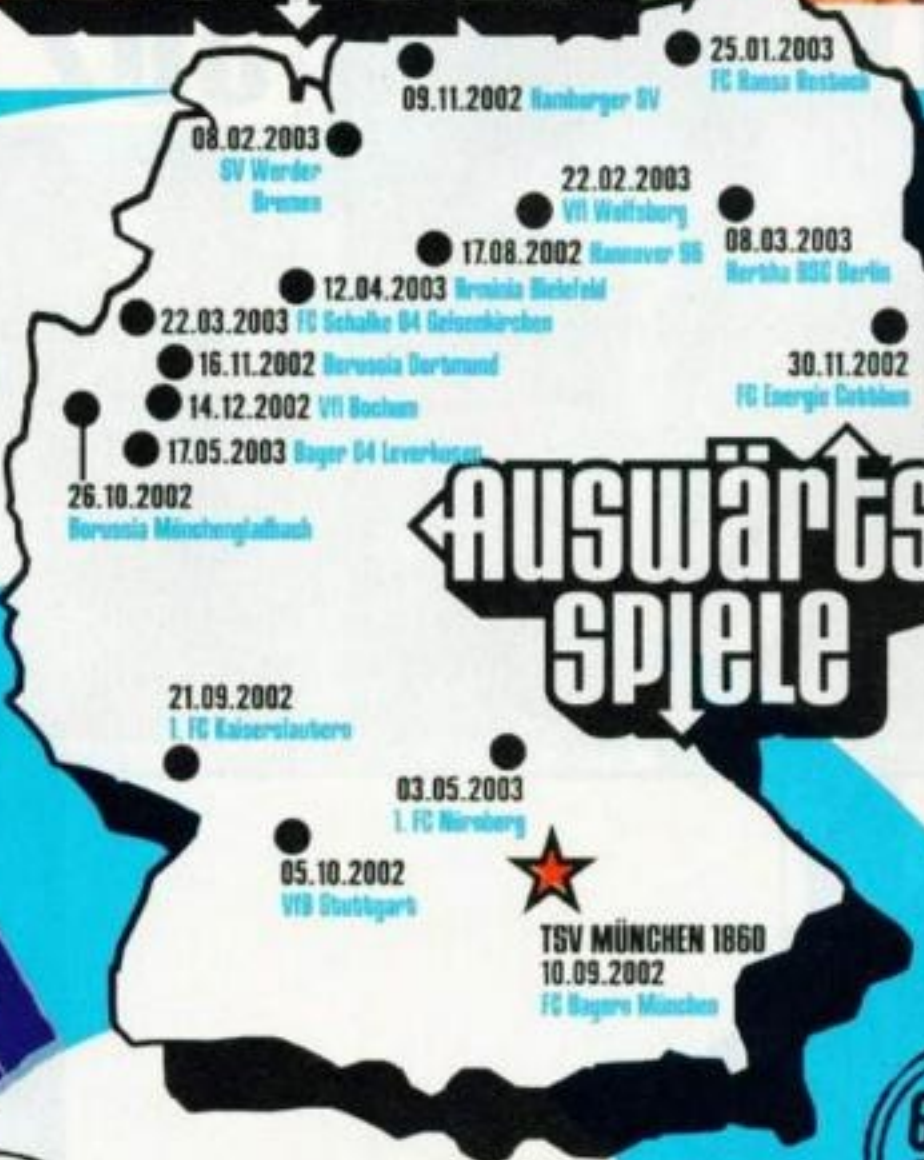 25.01.2003
FC Hansa Rostock
09.11.2002 Hamburger SV
08.02.2003
SV Werder
Bremen
22.02.2003
Vfl Wolfsburg
17.08.2002 Hannover 96
08.03.2003
Hertha BSC Berlin
12.04.2003 Arminia Bielefeld
22.03.2003 FC Schalke 04 Gelsenkirchen
30.11.2002
FC Energie Cottbus
16.11.2002 Borussia Dortmund
14.12.2002 Vfl Bochum
17.05.2003 Bayer 04 Leverkusen
26.10.2002
Borussia Mönchengladbach
AUSWÄRTS
SPIELE
21.09.2002
1. FC Kaiserslautern
03.05.2003
1. FC Nürnberg
05.10.2002
VfB Stuttgart
TSV MÜNCHEN 1860
10.09.2002
FC Bayern München